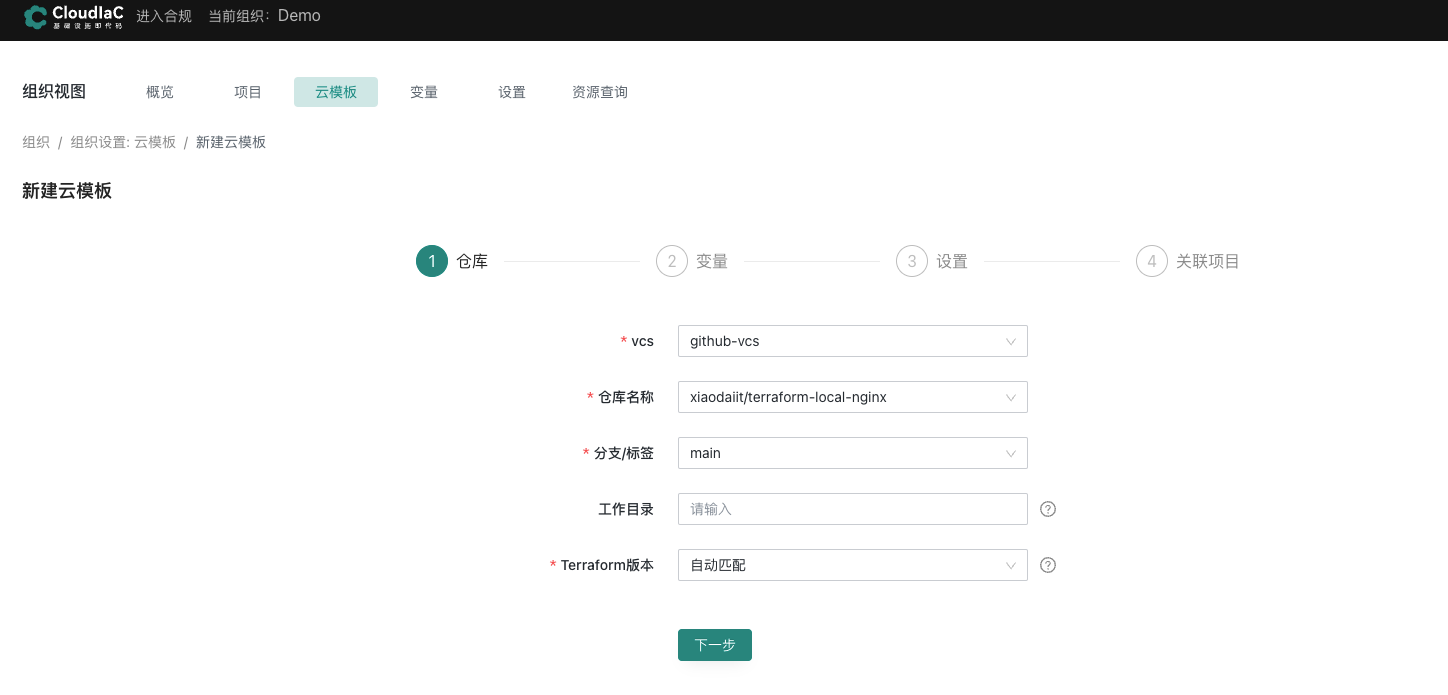 CloudIaC 基础设施即代码 进入合规 当前组织: Demo
组织视图 概览 项目 云模板 变量 设置 资源查询
组织 / 组织设置: 云模板 / 新建云模板
新建云模板
1 仓库 2 变量 3 设置 4 关联项目
* vcs github-vcs
* 仓库名称 xiaodaiit/terraform-local-nginx
* 分支/标签 main
工作目录 请输入 ?
* Terraform版本 自动匹配 ?
下一步